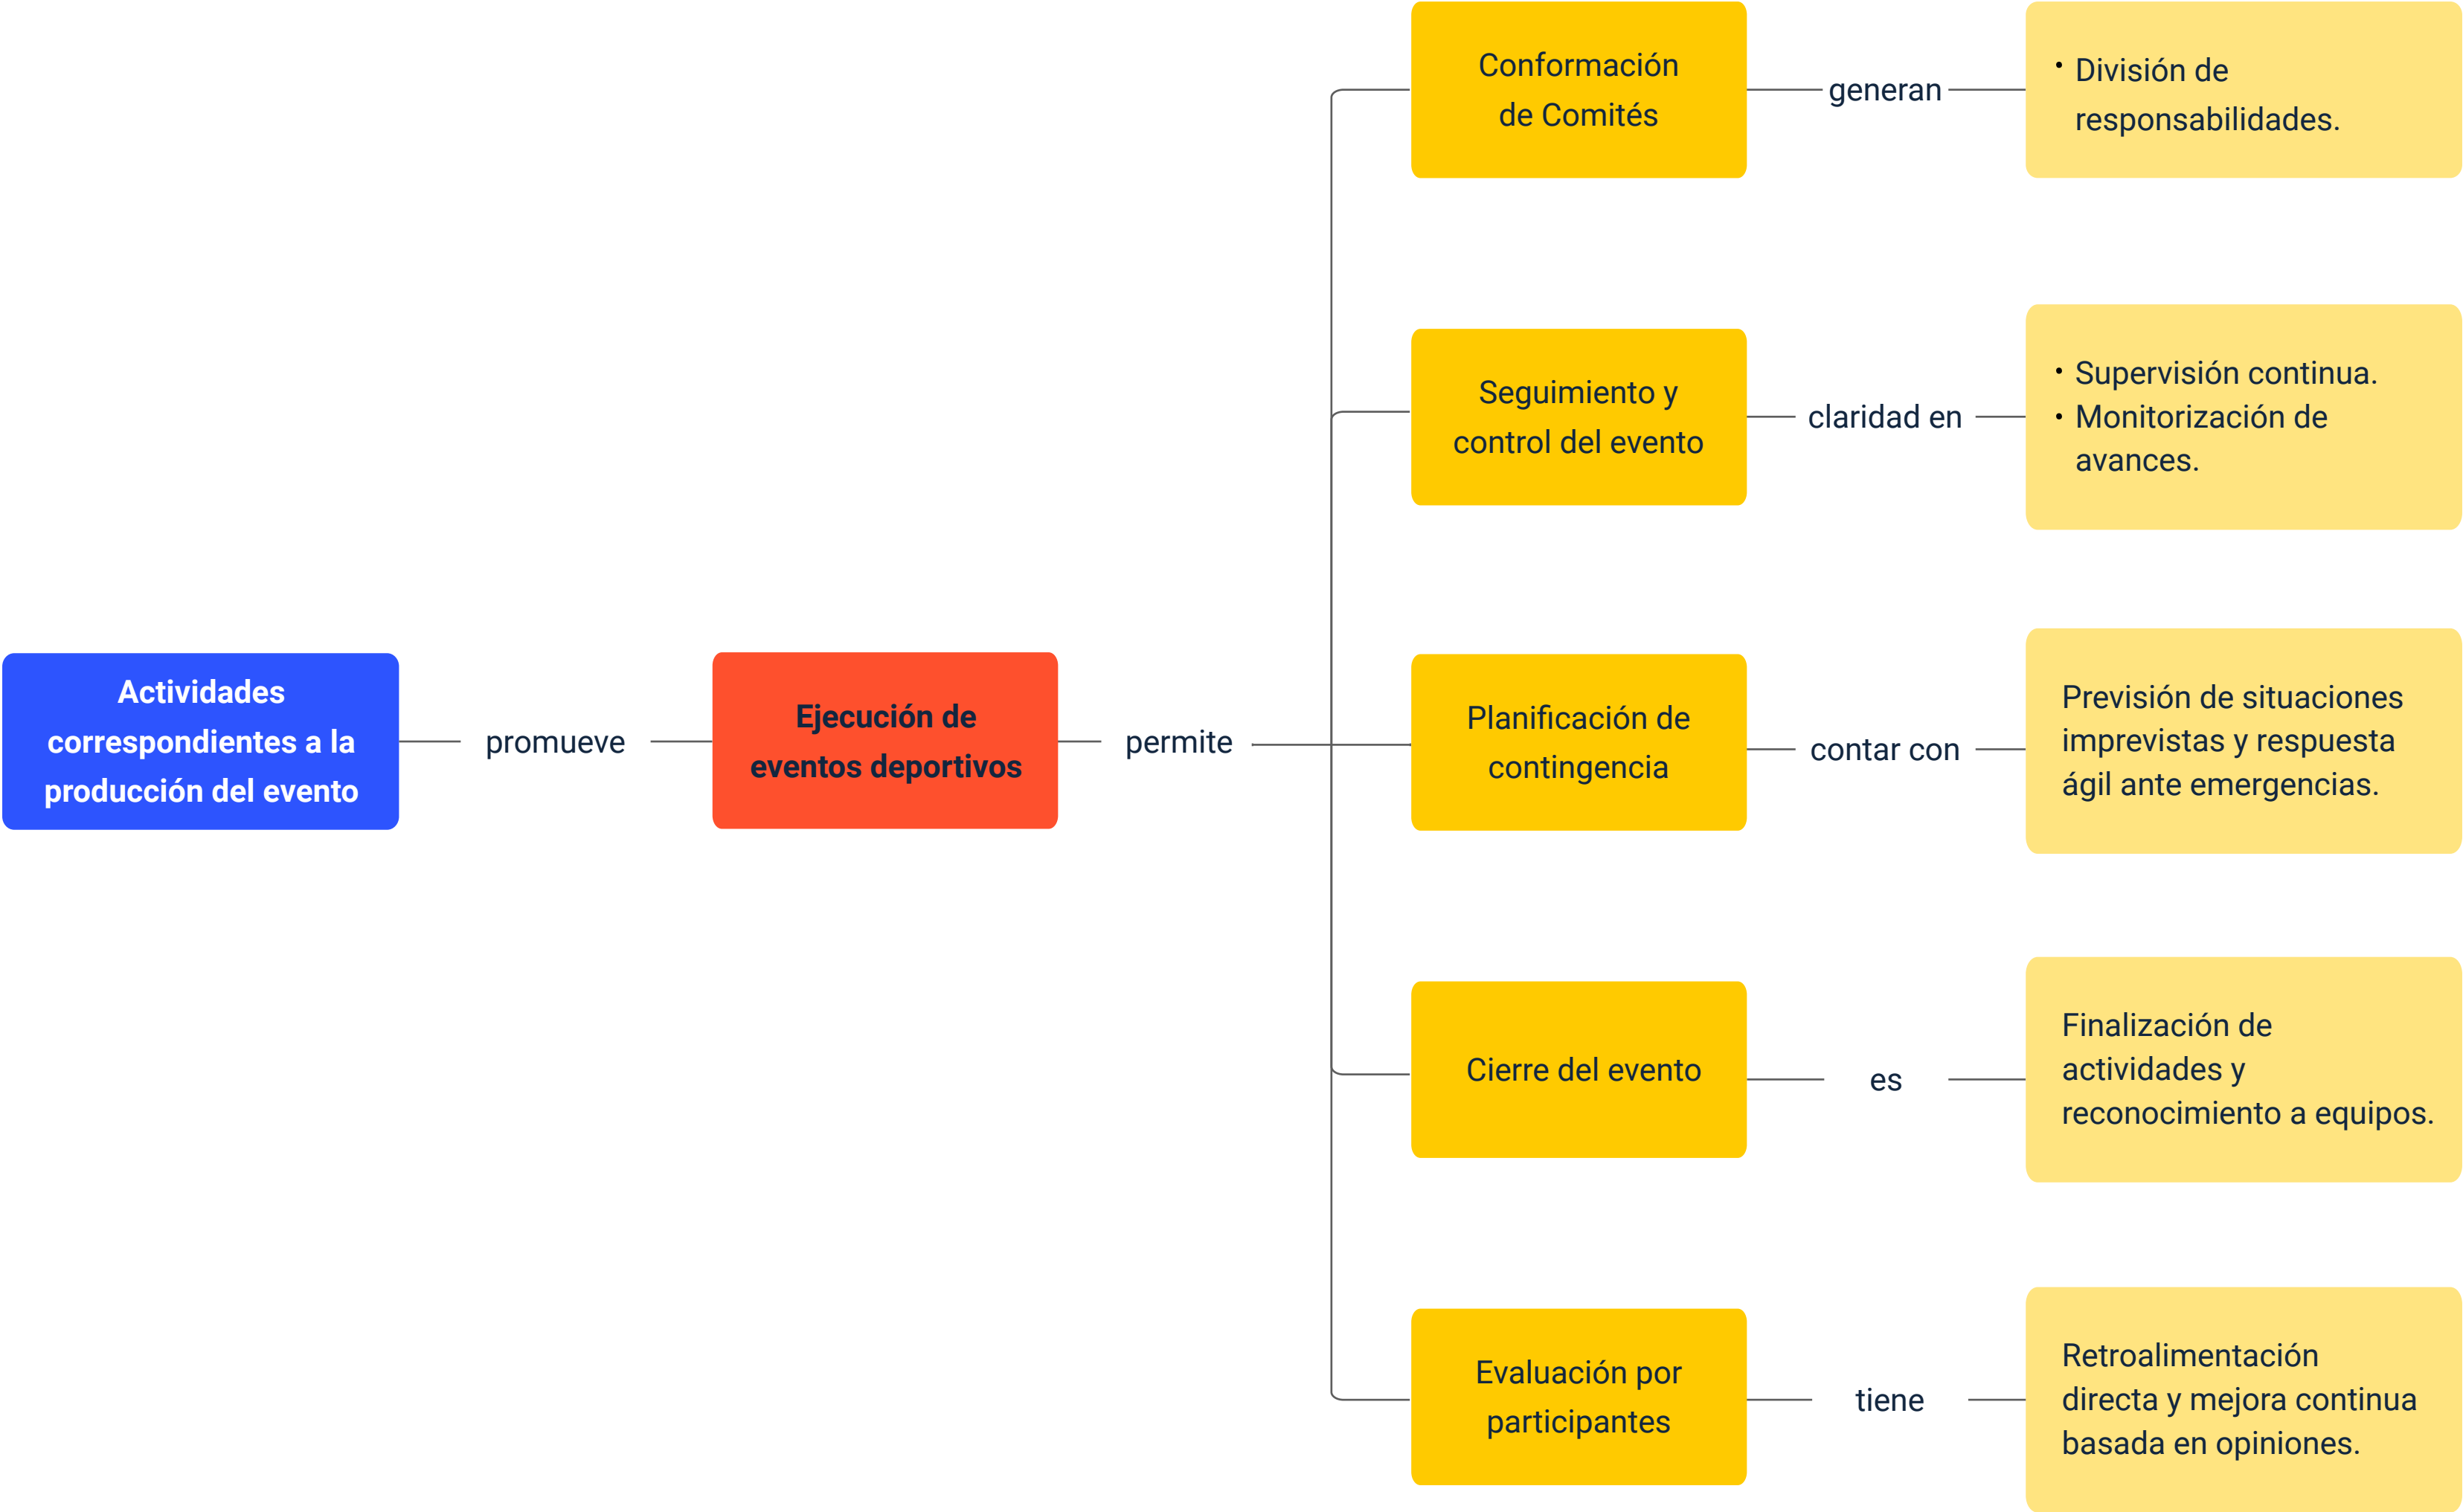 Actividades
correspondientes a la
producción del evento
promueve
Ejecución de
eventos deportivos
permite
Conformación
de Comités
generan
• División de
responsabilidades.
Seguimiento y
control del evento
claridad en
• Supervisión continua.
• Monitorización de
avances.
Planificación de
contingencia
contar con
Previsión de situaciones
imprevistas y respuesta
ágil ante emergencias.
Cierre del evento
es
Finalización de
actividades y
reconocimiento a equipos.
Evaluación por
participantes
tiene
Retroalimentación
directa y mejora continua
basada en opiniones.